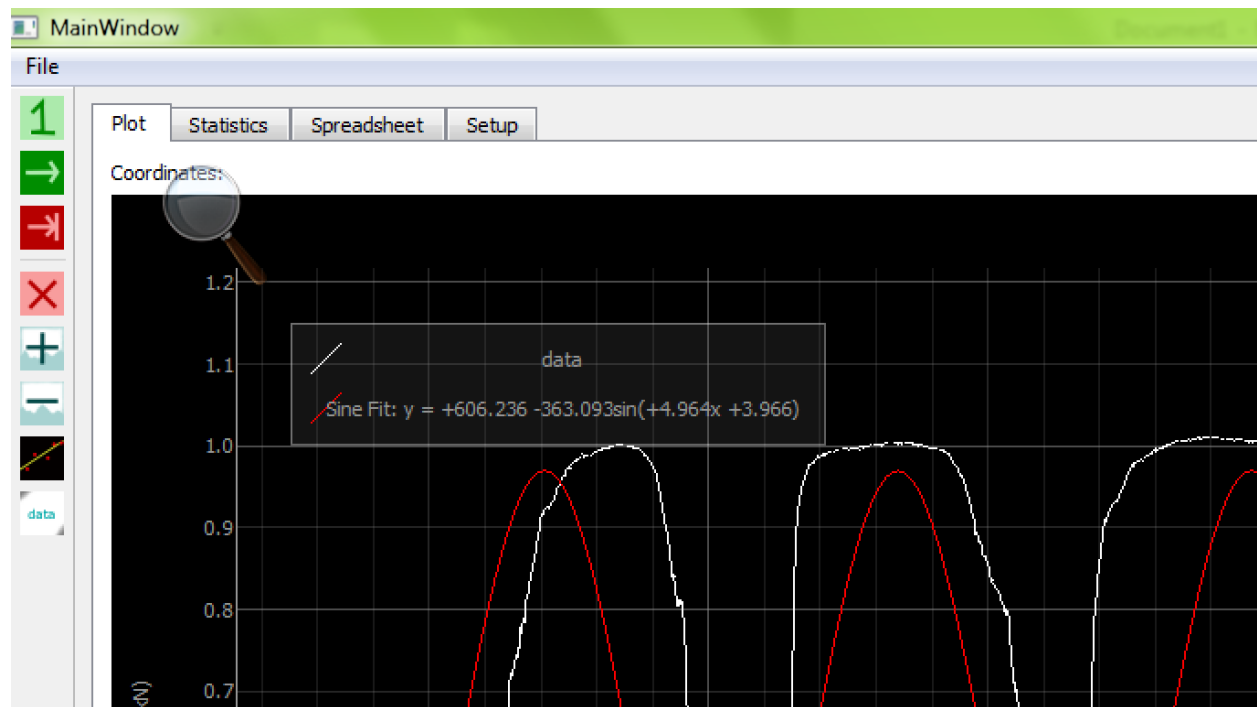 MainWindow
File
1
Plot Statistics Spreadsheet Setup
Coordinates:
1.2
data
1.1
Sine Fit: y = +606.236 -363.093sin(+4.964x +3.966)
1.0
data
0.9
0.8
0.7